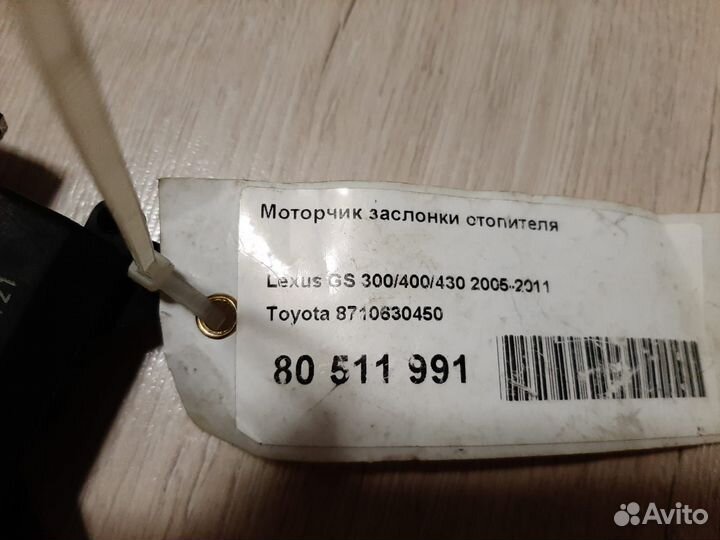 Моторчик заслонки отопителя
Lexus GS 300/400/430 2005-2011
Toyota 8710630450
80 511 991
Avito